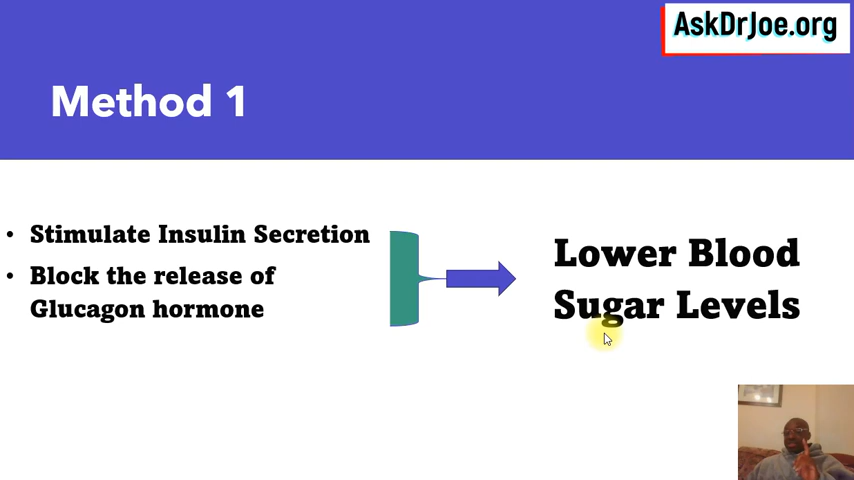 AskDrJoe.org
Method 1
• Stimulate Insulin Secretion
• Block the release of
Glucagon hormone
Lower Blood
Sugar Levels